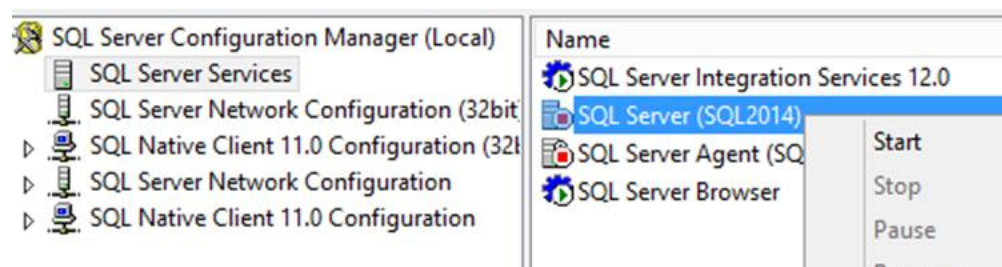 SQL Server Configuration Manager (Local)
SQL Server Services
SQL Server Network Configuration (32bit
SQL Native Client 11.0 Configuration (32b
SQL Server Network Configuration
SQL Native Client 11.0 Configuration
Name
SQL Server Integration Services 12.0
SQL Server (SQL2014)
SQL Server Agent (SQ
SQL Server Browser
Start
Stop
Pause